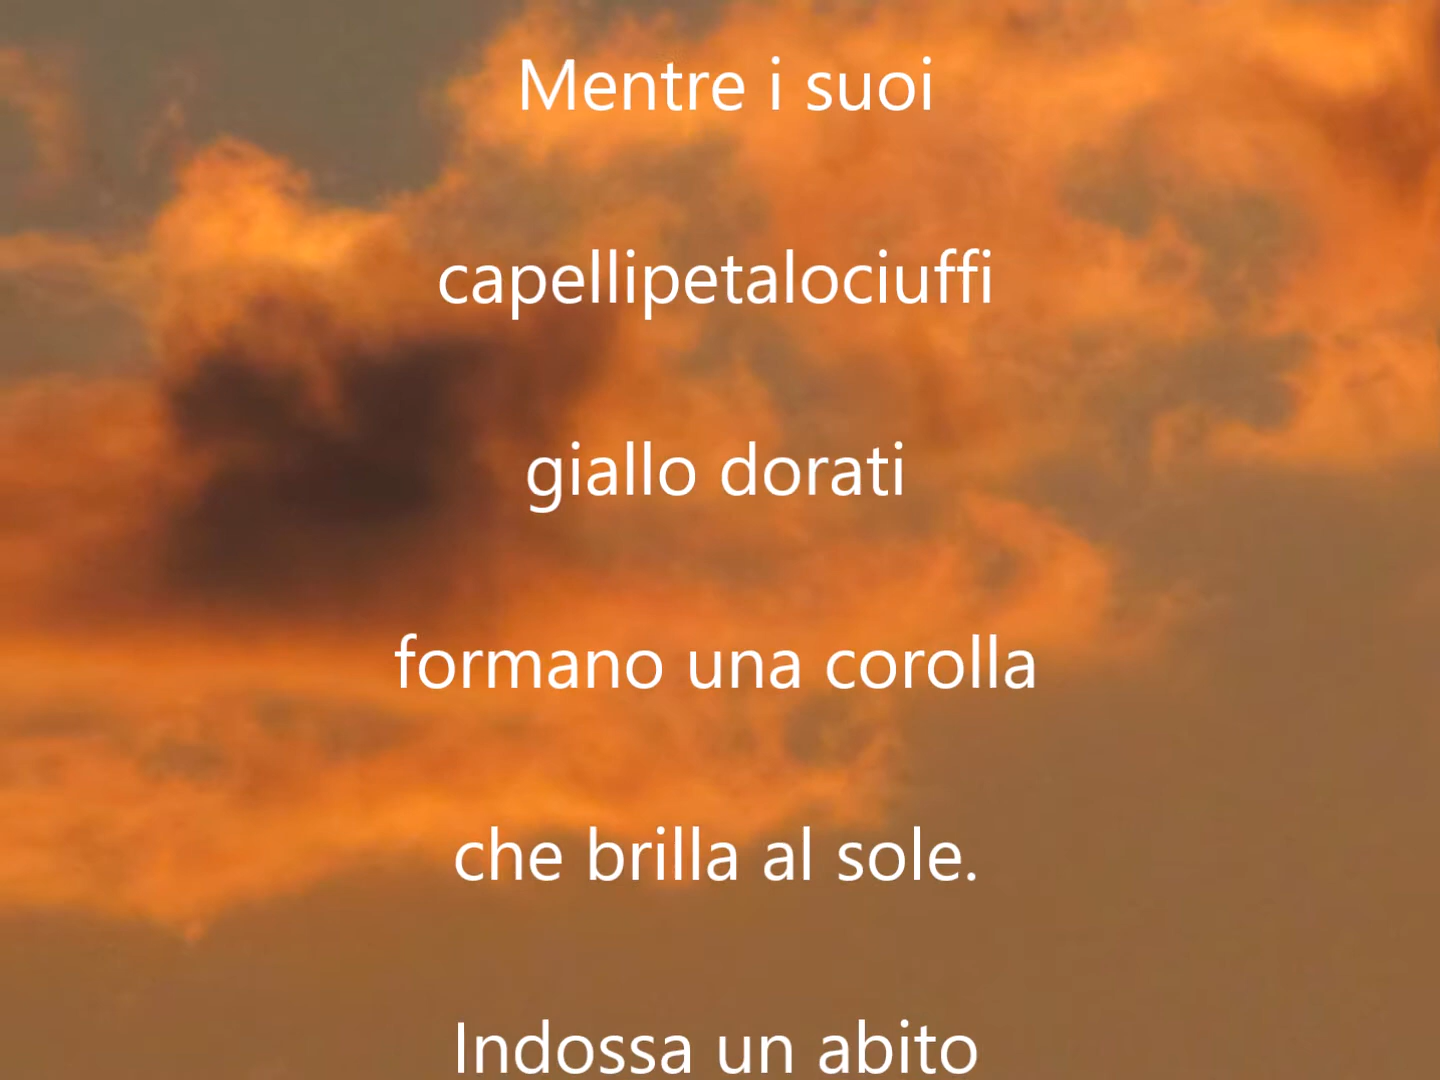 Mentre i suoi
capellipetalociuffi
giallo dorati
formano una corolla
che brilla al sole.
Indossa un abito